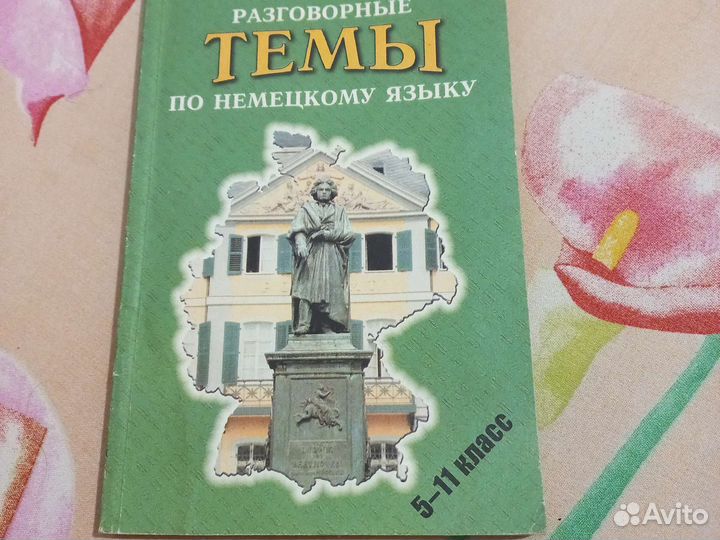 РАЗГОВОРНЫЕ
ТЕМЫ
ПО НЕМЕЦКОМУ ЯЗЫКУ
5–11 класс
Avito